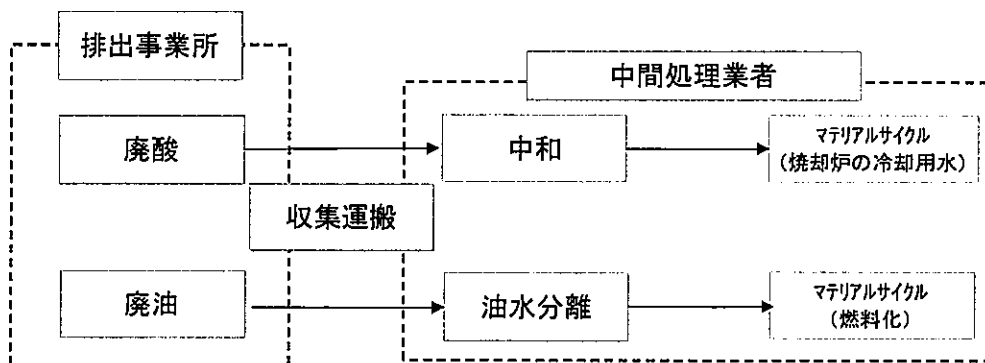 排出事業所
中間処理業者
廃酸
中和
マテリアルサイクル
(焼却炉の冷却用水)
収集運搬
廃油
油水分離
マテリアルサイクル
(燃料化)